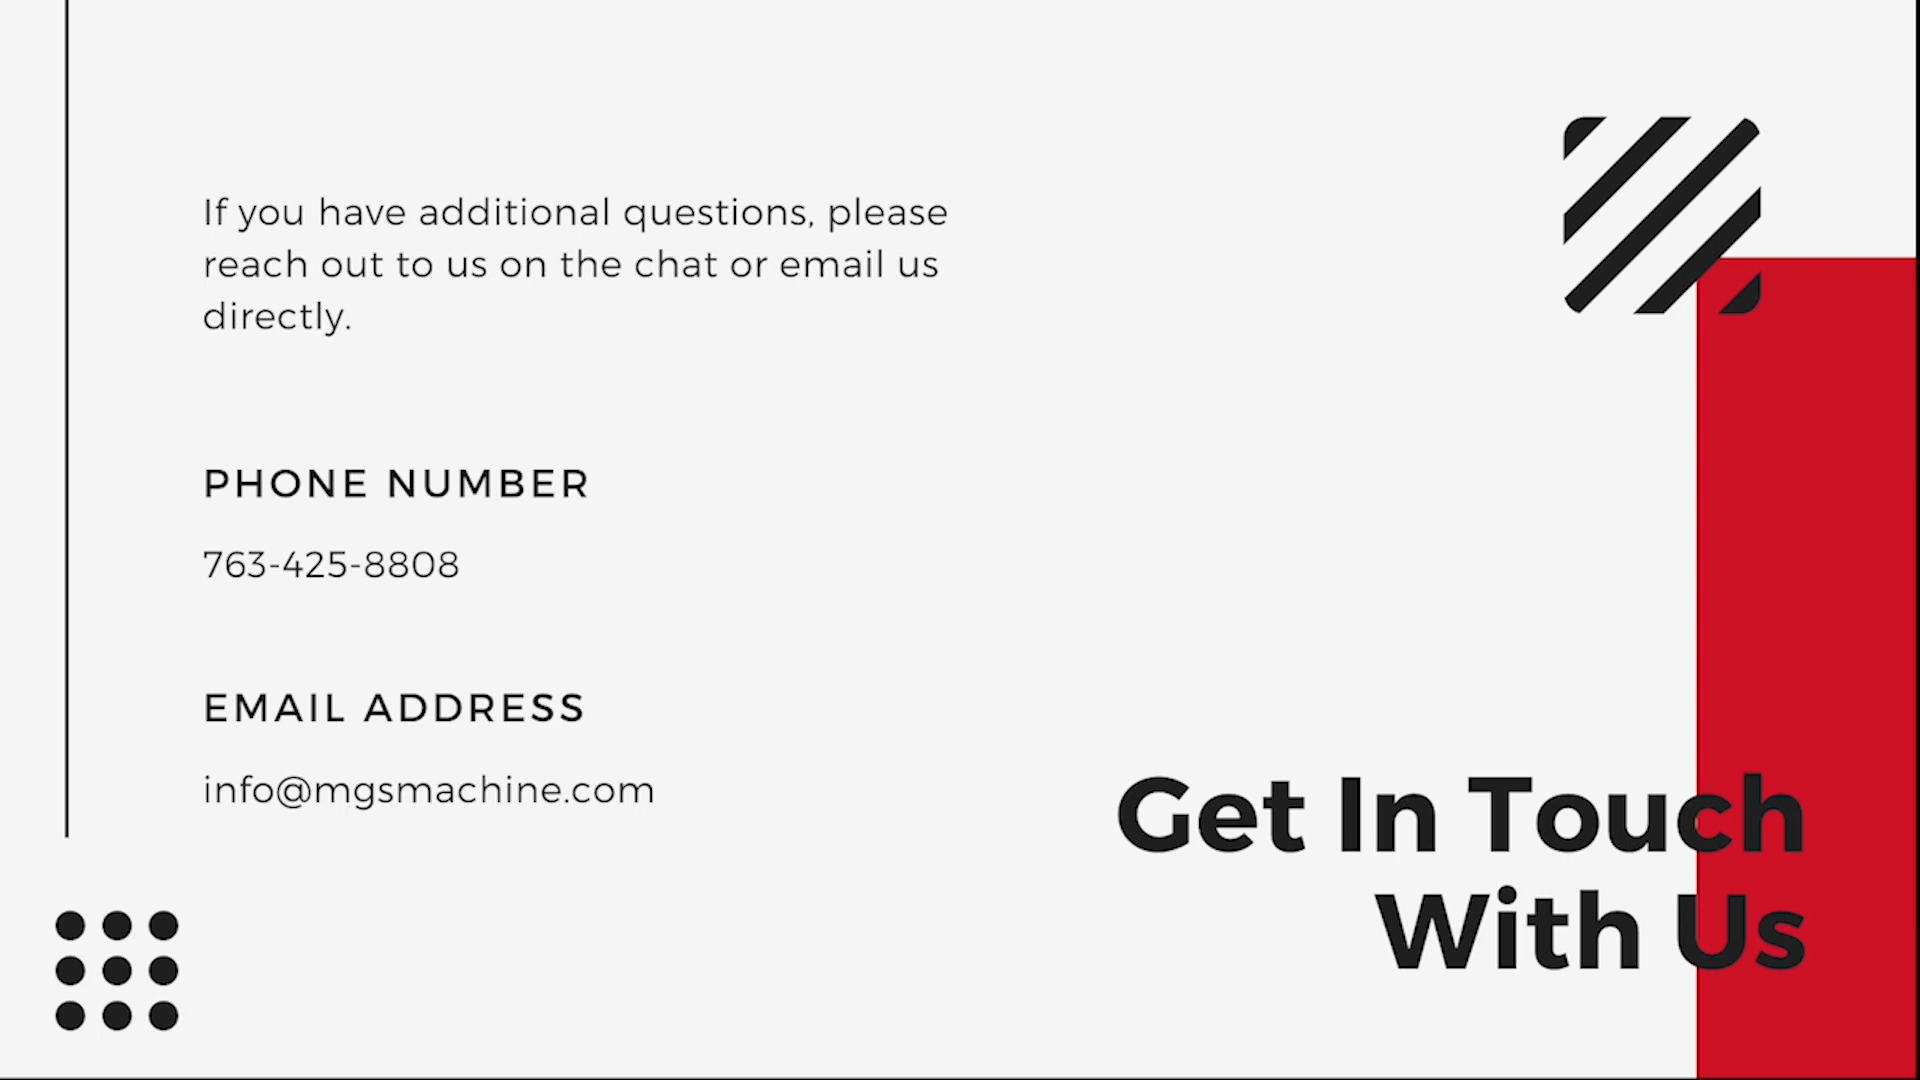 If you have additional questions, please
reach out to us on the chat or email us
directly.
PHONE NUMBER
763-425-8808
EMAIL ADDRESS
info@mgsmachine.com
Get In Touch
With Us